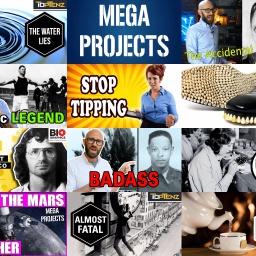 TOPTENZ
THE WATER
LIES
MEGA
PROJECTS
The Accidental
C LEGEND
STOP
TIPPING
BIO
BADASS
THE MARS
MEGA
PROJECTS
HER
ALMOST
FATAL
TOPTENZ